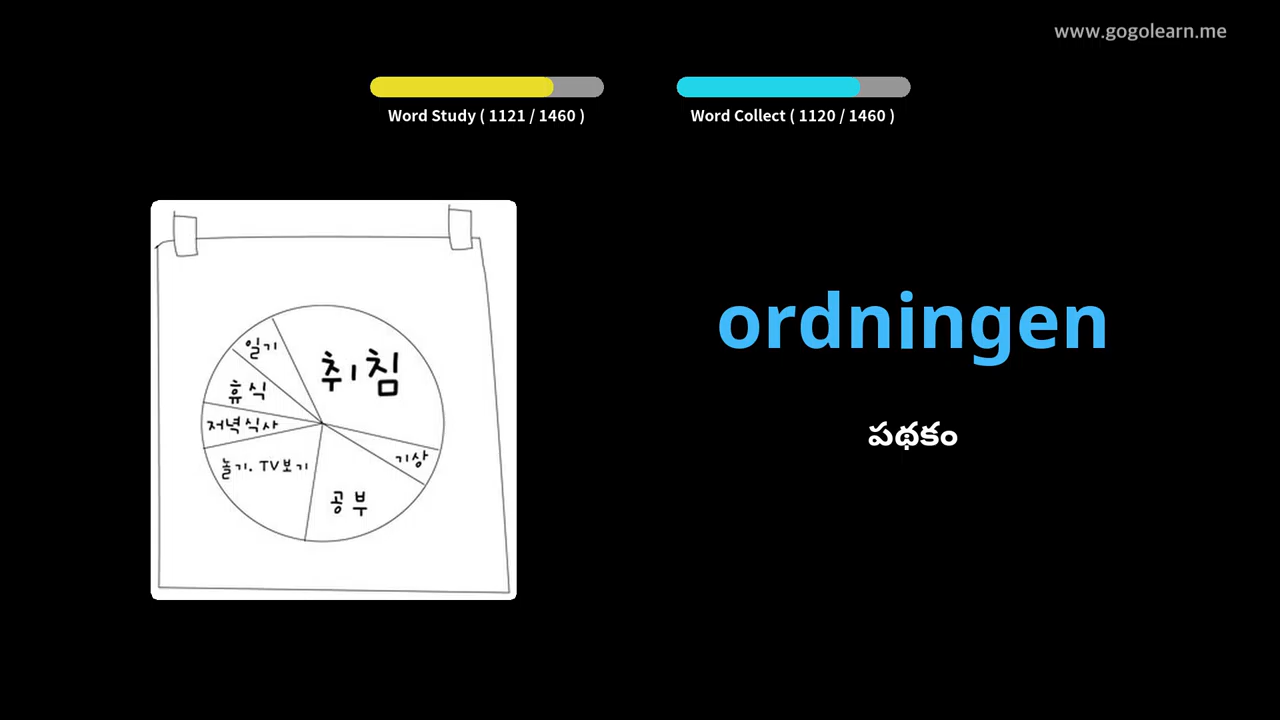 www.gogolearn.me
Word Study ( 1121 / 1460 )
Word Collect ( 1120 / 1460 )
일기
취침
휴식
저녁식사
놀기. TV보기
기상
공부
ordningen
పథకం